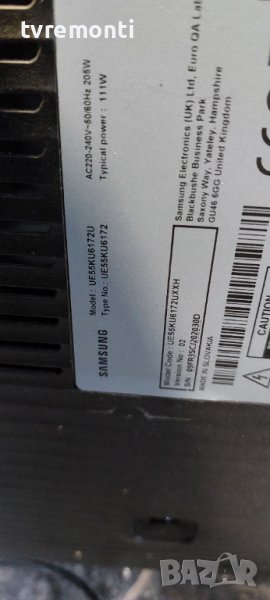 tvremonti.com
SAMSUNG
Model : UE55KU6172U
Type No.: UE55KU6172
AC220-240V~50/60Hz 205W
Typical power : 111W
Model Code : UE55KU6172UXXH
Version No : 02
S/N :
MADE IN SLOVAKIA
Samsung Electronics (UK) Ltd, Euro QA Lab
Blackbushe Business Park
Saxony Way, Yateley, Hampshire
GU46 6GG United Kingdom
CAUTION
BAZAR